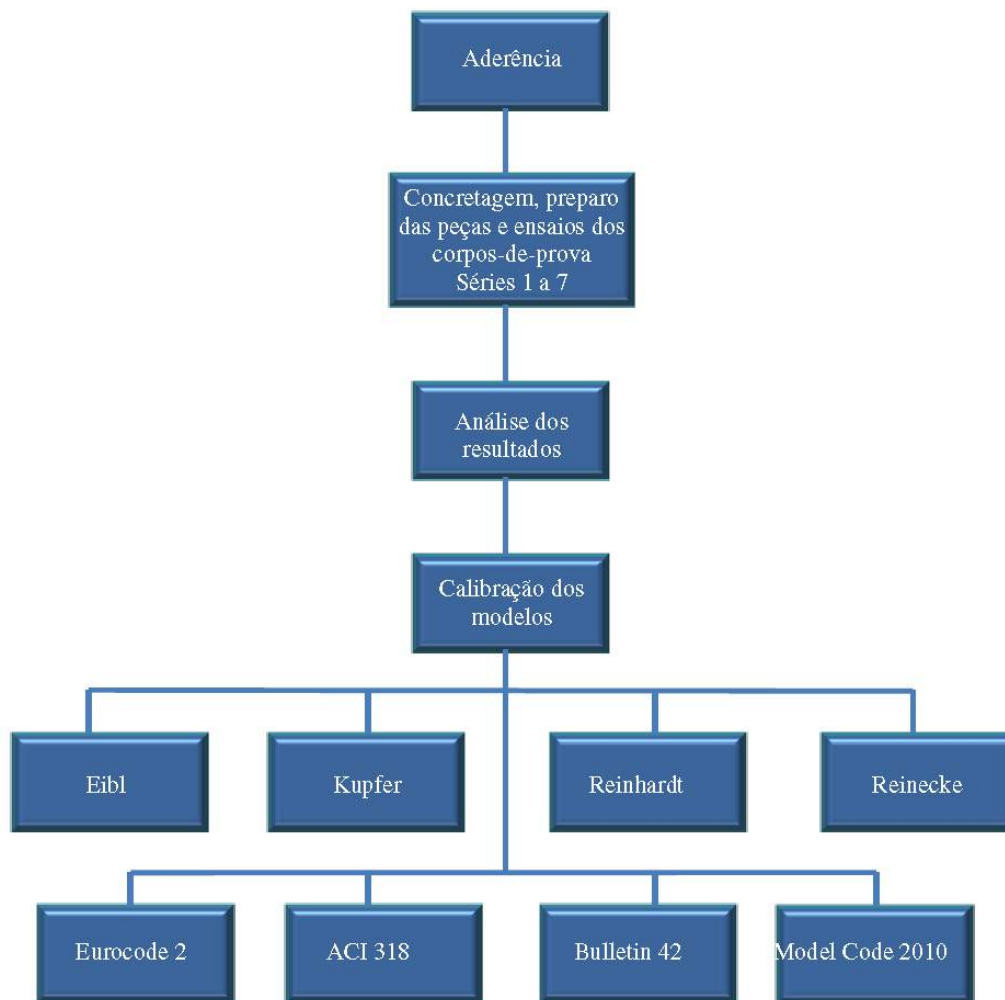 Aderência
Concretagem, preparo
das peças e ensaios dos
corpos-de-prova
Séries 1 a 7
Análise dos
resultados
Calibração dos
modelos
Eibl
Kupfer
Reinhardt
Reinecke
Eurocode 2
ACI 318
Bulletin 42
Model Code 2010